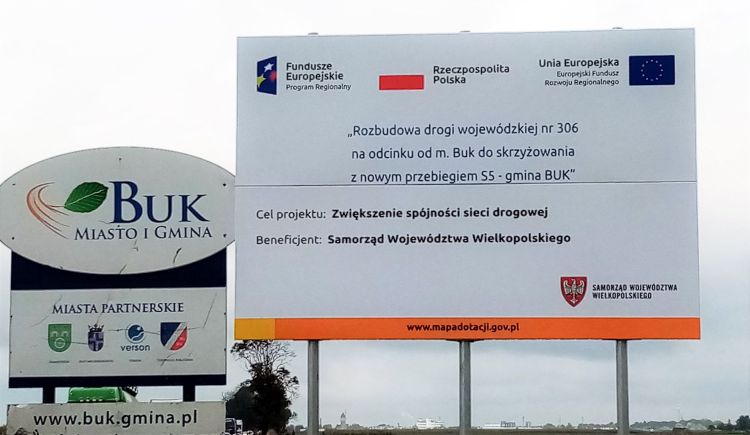 Fundusze
Europejskie
Program Regionalny
Rzeczpospolita
Polska
Unia Europejska
Europejski Fundusz
Rozwoju Regionalnego
„Rozbudowa drogi wojewódzkiej nr 306
na odcinku od m. Buk do skrzyżowania
z nowym przebiegiem S5 - gmina BUK”
Cel projektu: Zwiększenie spójności sieci drogowej
Beneficjent: Samorząd Województwa Wielkopolskiego
SAMORZĄD WOJEWÓDZTWA
WIELKOPOLSKIEGO
www.mapadotacji.gov.pl
BUK
MIASTO I GMINA
MIASTA PARTNERSKIE
verson
www.buk.gmina.pl